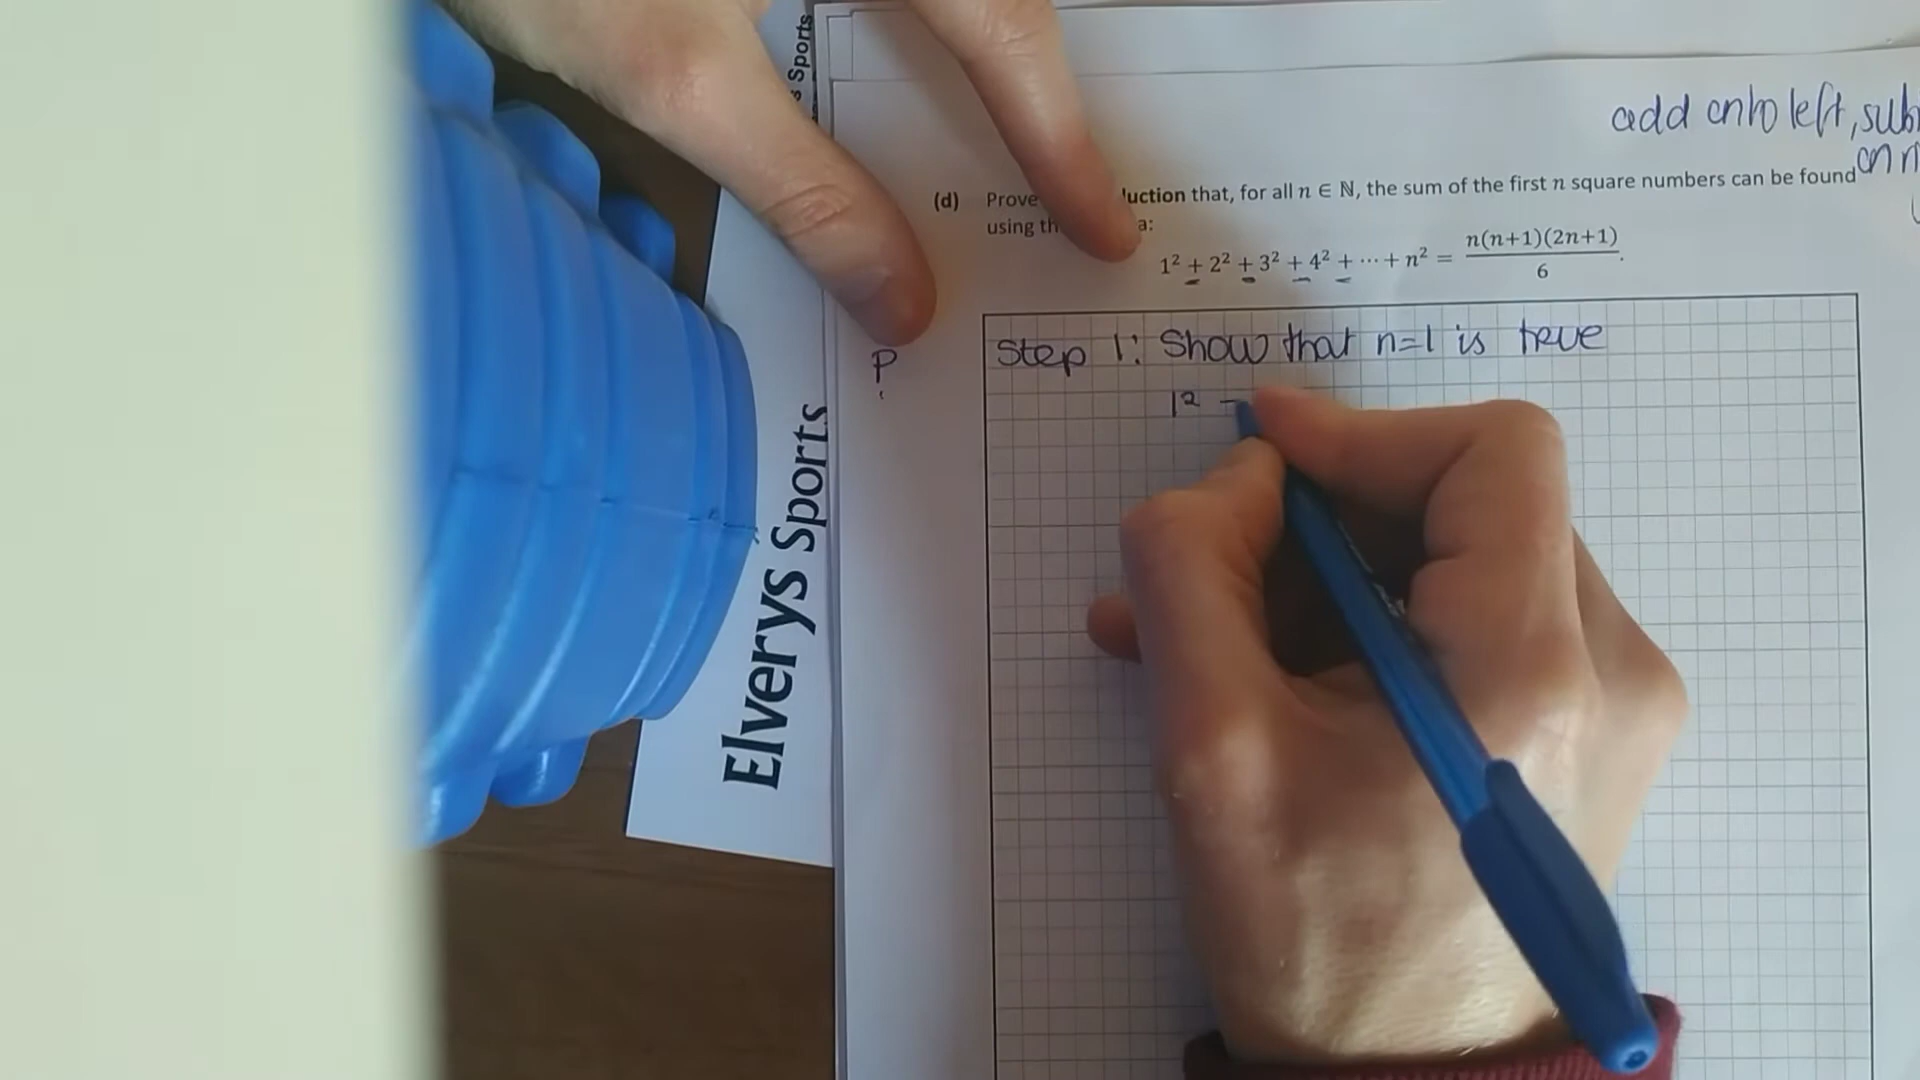 add onto left, sub
on r
(d) Prove uction that, for all n ∈ ℕ, the sum of the first n square numbers can be found
using th a:
1² + 2² + 3² + 4² + ⋯ + n² = n(n+1)(2n+1)/6.
Step 1: Show that n=1 is true
1²
P
Elverys Sports
s Sports